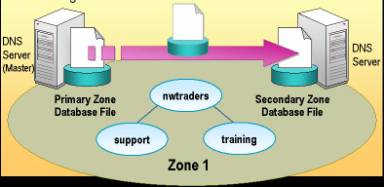 DNS
Server
(Master)
DNS
Server
Primary Zone
Database File
Secondary Zone
Database File
nwtraders
support
training
Zone 1